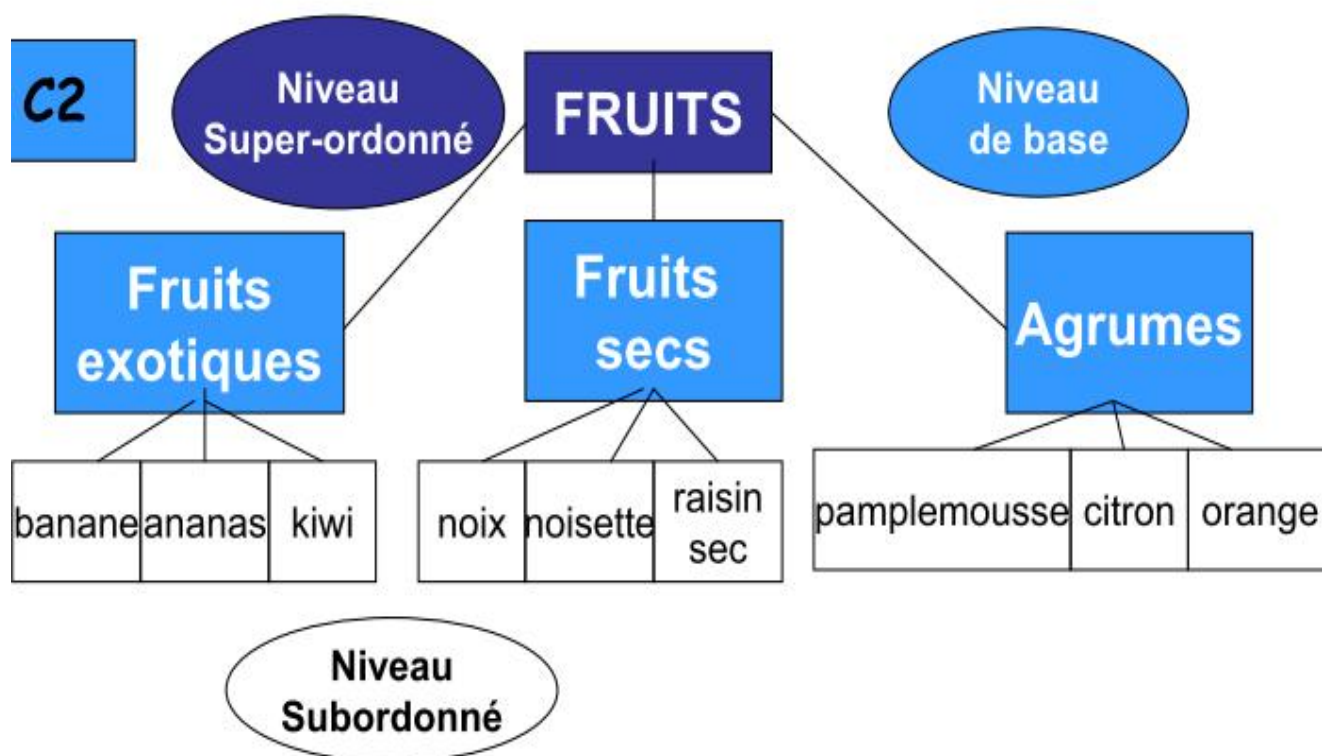 C2
Niveau
Super-ordonné
FRUITS
Niveau
de base
Fruits
exotiques
Fruits
secs
Agrumes
banane
ananas
kiwi
noix
noisette
raisin
sec
pamplemousse
citron
orange
Niveau
Subordonné